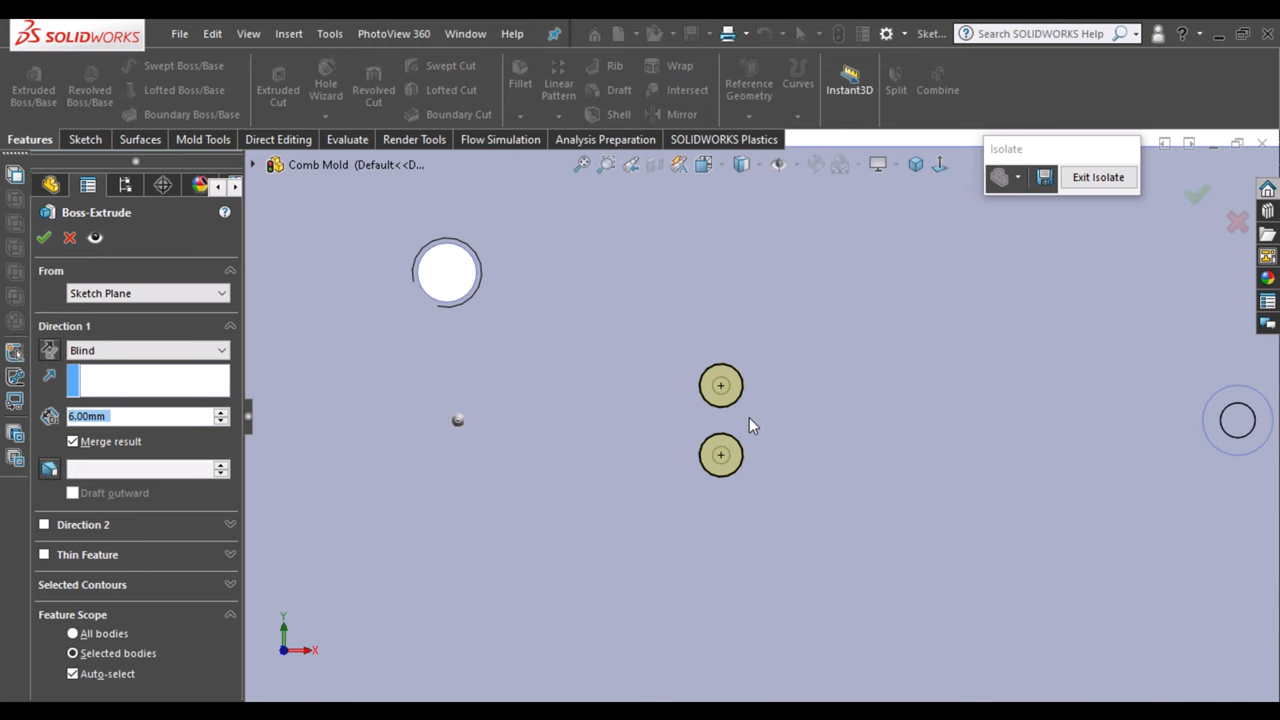 SOLIDWORKS File Edit View Insert Tools PhotoView 360 Window Help Sket... Search SOLIDWORKS Help ?
Extruded Boss/Base Revolved Boss/Base Swept Boss/Base Lofted Boss/Base Boundary Boss/Base Extruded Cut Hole Wizard Revolved Cut Swept Cut Lofted Cut Boundary Cut Fillet Linear Pattern Rib Draft Shell Wrap Intersect Mirror Reference Geometry Curves Instant3D Split Combine
Features Sketch Surfaces Mold Tools Direct Editing Evaluate Render Tools Flow Simulation Analysis Preparation SOLIDWORKS Plastics
Isolate
Comb Mold (Default<<D...
Exit Isolate
Boss-Extrude
From
Sketch Plane
Direction 1
Blind
6.00mm
Merge result
Draft outward
Direction 2
Thin Feature
Selected Contours
Feature Scope
All bodies
Selected bodies
Auto-select
Y
X